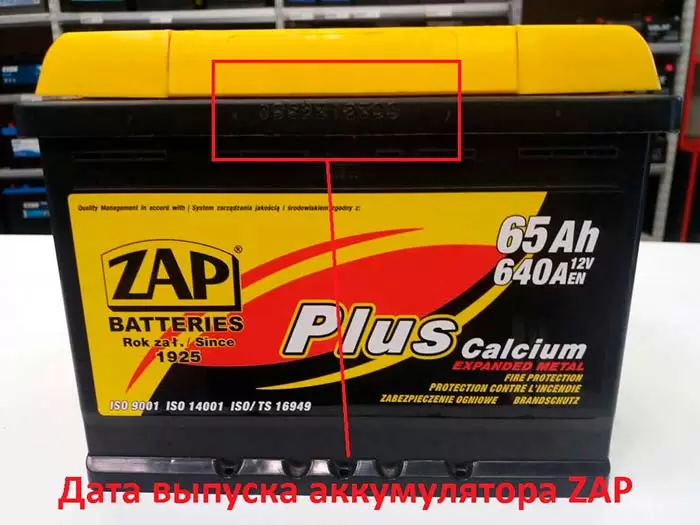 Quality Management in accord with / System zarządzania jakością i środowiskiem zgodny z:
65Ah
640A 12V EN
ZAP®
BATTERIES
Rok zał./Since
1925
Plus Calcium
EXPANDED METAL
FIRE PROTECTION
PROTECTION CONTRE L'INCENDIE
ZABEZPIECZENIE OGNIOWE BRANDSCHUTZ
ISO 9001 ISO 14001 ISO/TS 16949
Дата выпуска аккумулятора ZAP